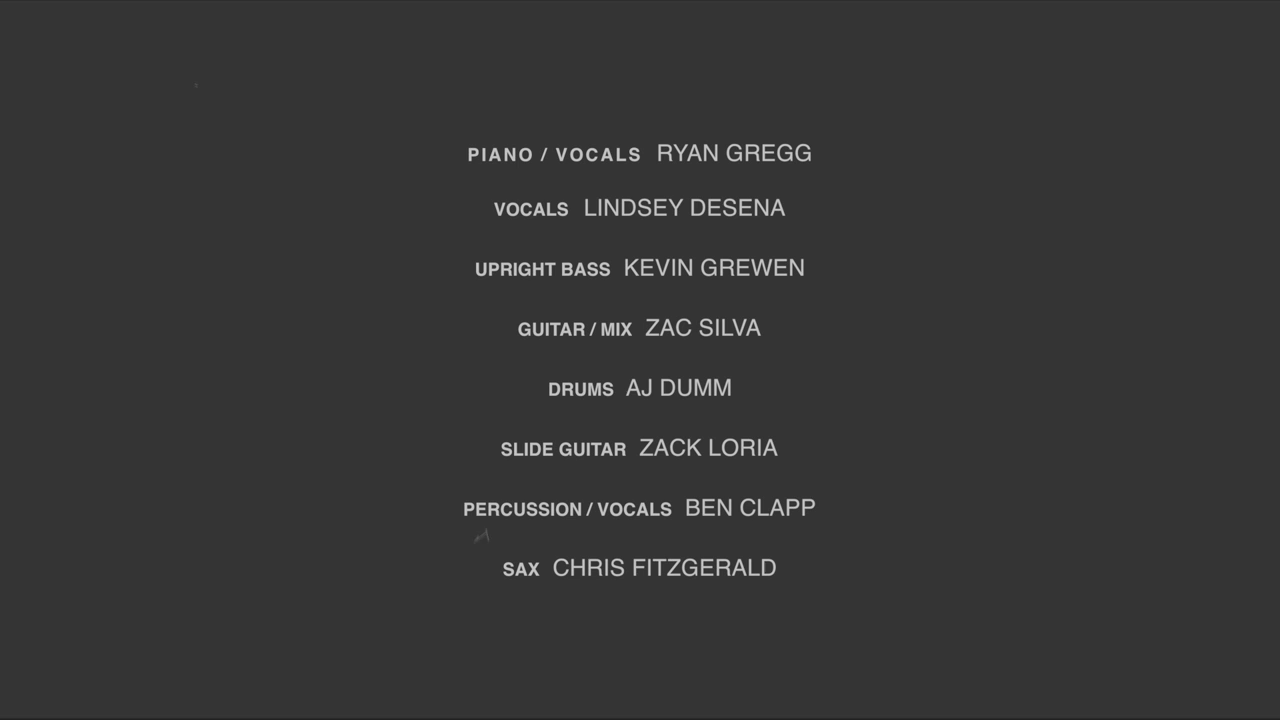 PIANO / VOCALS RYAN GREGG
VOCALS LINDSEY DESENA
UPRIGHT BASS KEVIN GREWEN
GUITAR / MIX ZAC SILVA
DRUMS AJ DUMM
SLIDE GUITAR ZACK LORIA
PERCUSSION / VOCALS BEN CLAPP
SAX CHRIS FITZGERALD